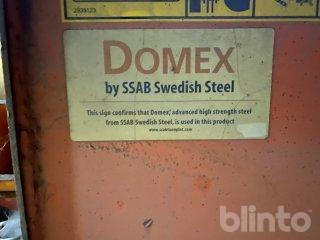 2939123
DOMEX
by SSAB Swedish Steel
This sign confirms that Domex, advanced high strength steel
from SSAB Swedish Steel, is used in this product
blinto